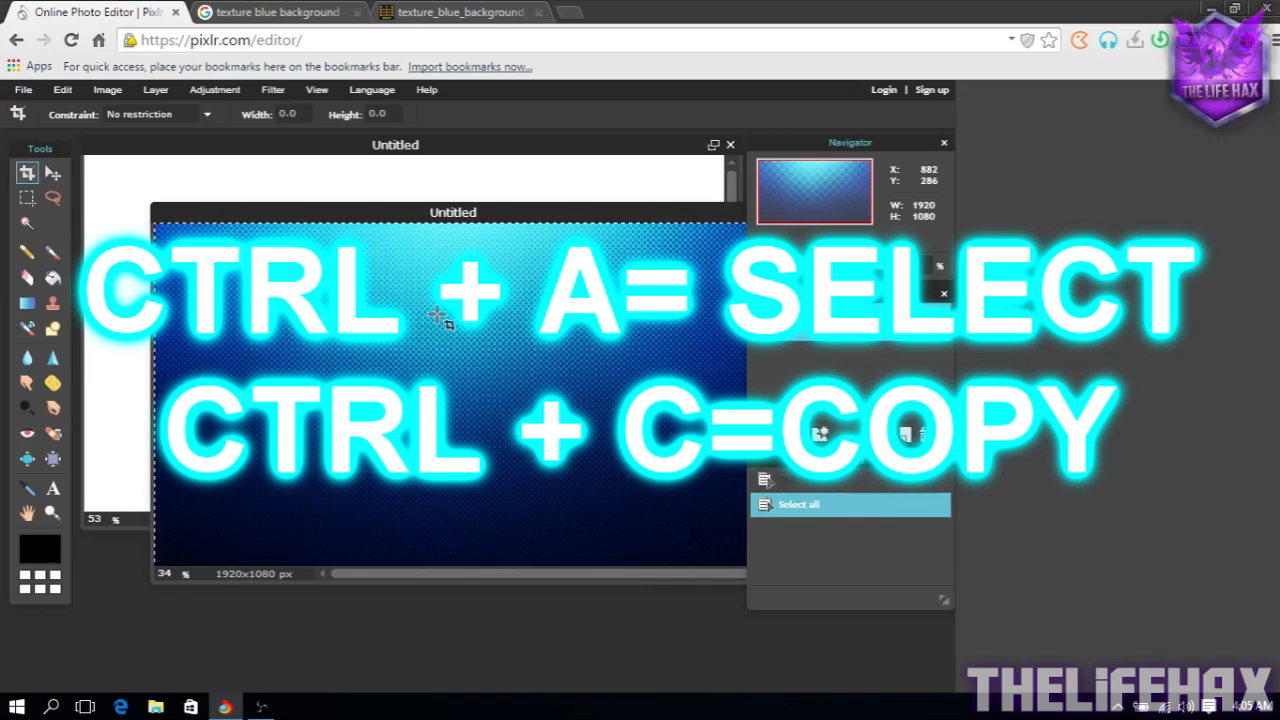 Online Photo Editor | Pixlr
texture blue background
texture_blue_background
https://pixlr.com/editor/
Apps
For quick access, place your bookmarks here on the bookmarks bar. Import bookmarks now...
THE LIFE HAX
File Edit Image Layer Adjustment Filter View Language Help
Login | Sign up
Constraint: No restriction Width: 0.0 Height: 0.0
Tools
Untitled
Navigator
X: 882
Y: 286
W: 1920
H: 1080
Untitled
%
CTRL + A= SELECT
CTRL + C=COPY
Select all
53 %
34 % 1920x1080 px
THELIFEHAX
4:05 AM